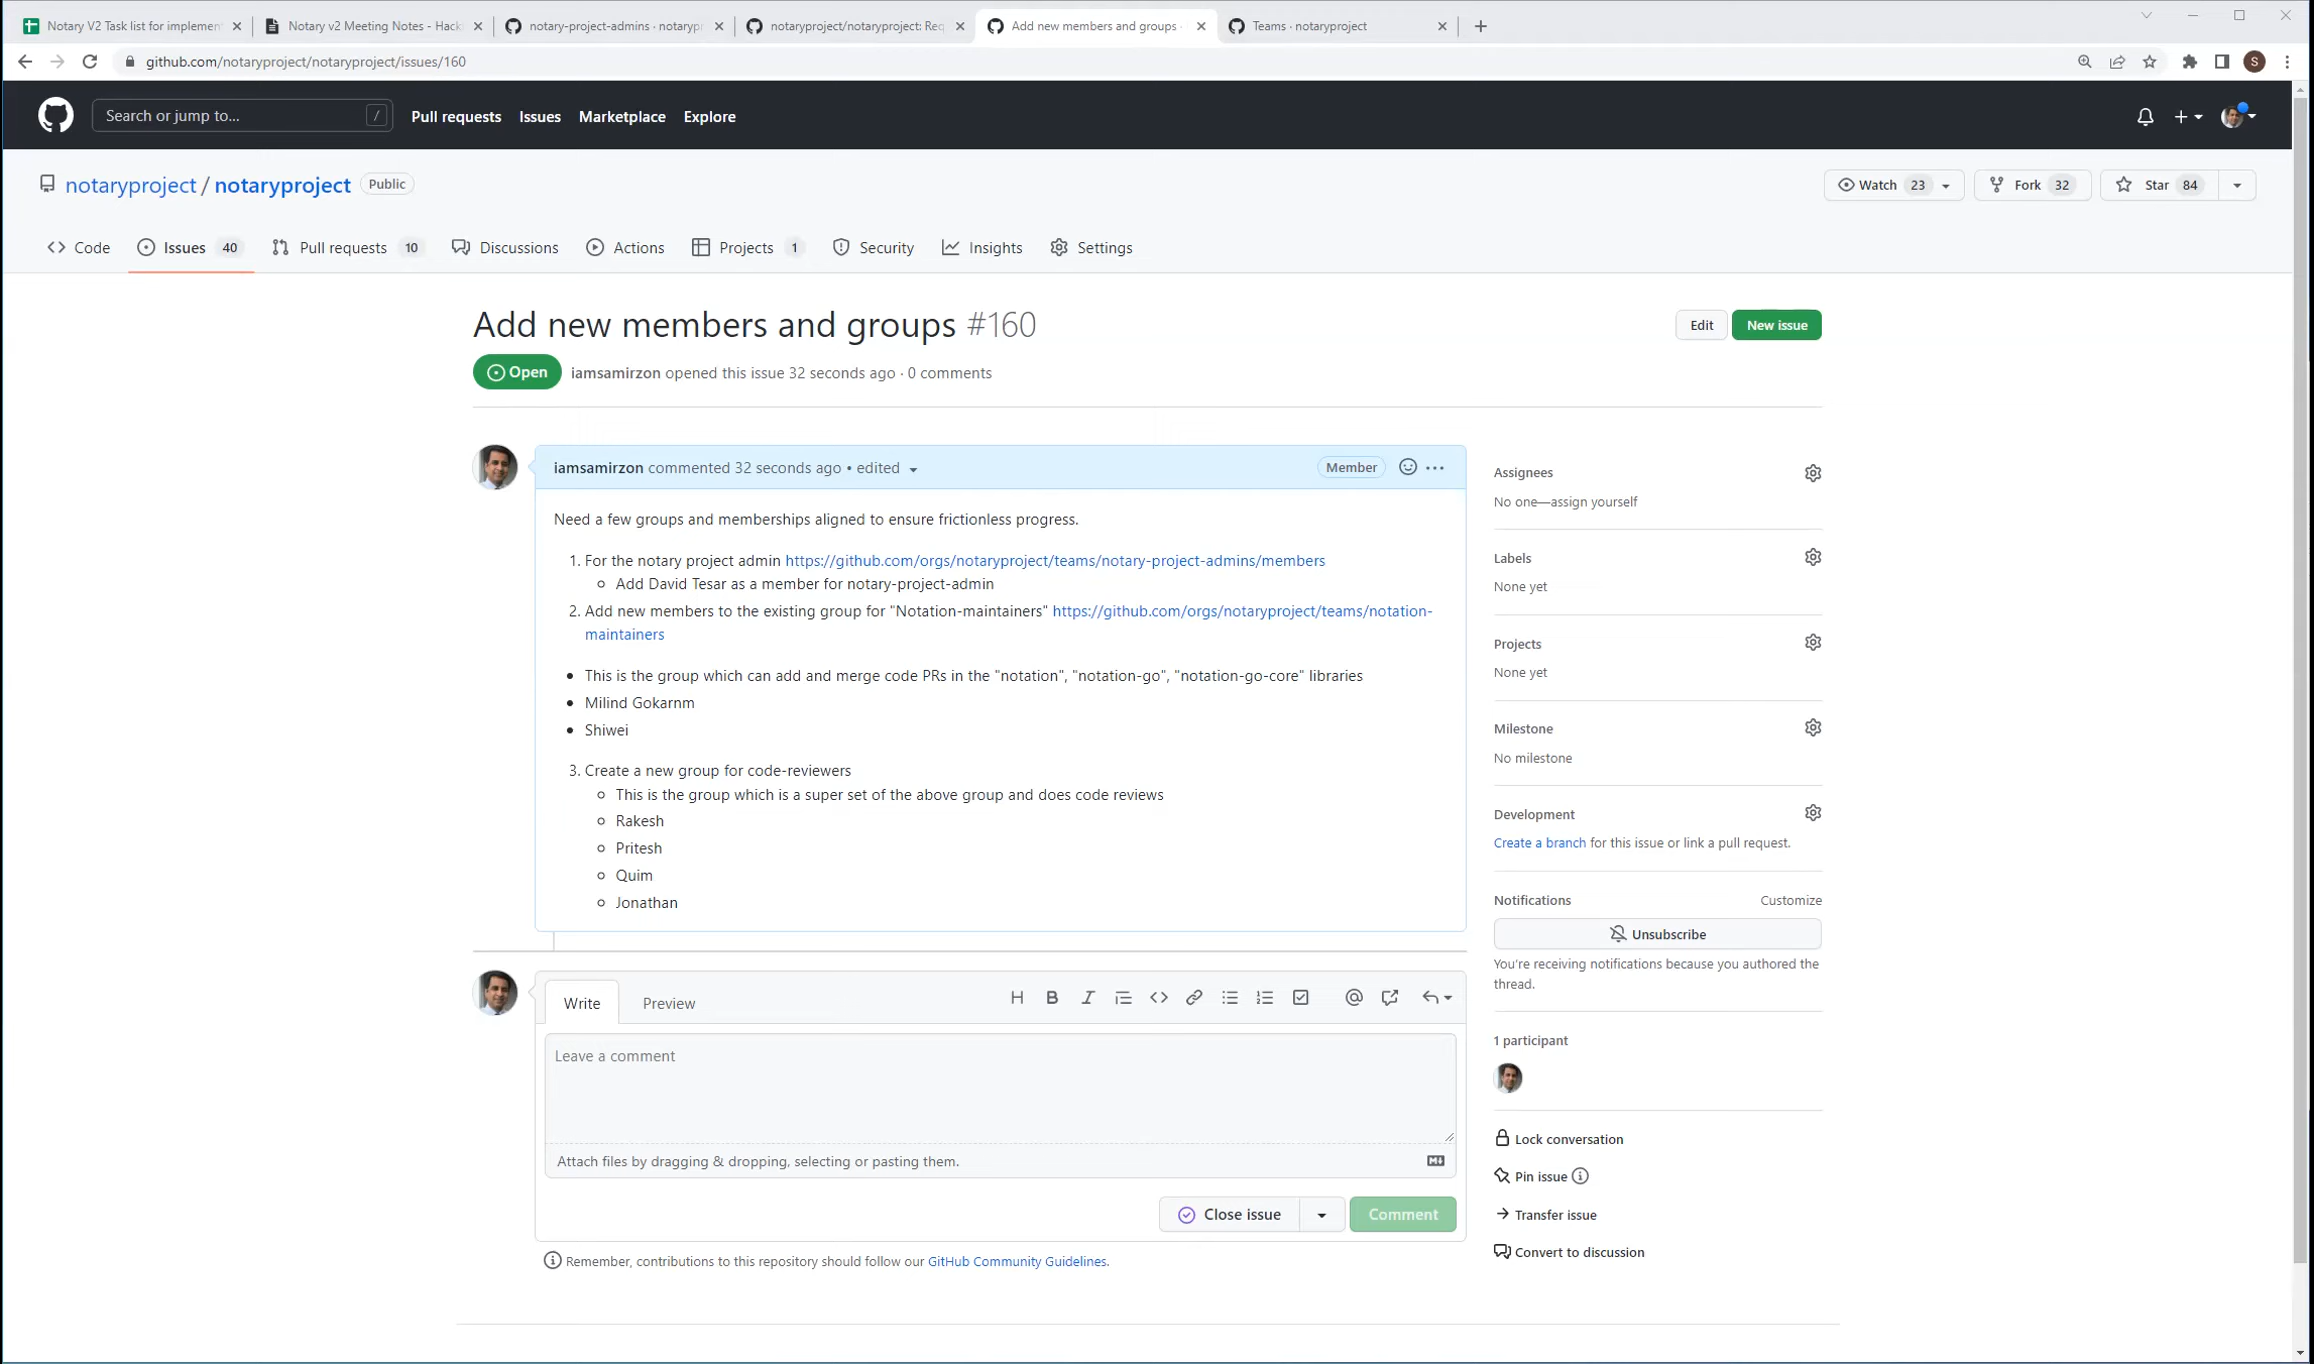 Notary V2 Task list for implemen
Notary v2 Meeting Notes - Hack
notary-project-admins · notaryp
notaryproject/notaryproject: Req
Add new members and groups ·
Teams · notaryproject
github.com/notaryproject/notaryproject/issues/160
S
Search or jump to...
/
Pull requests
Issues
Marketplace
Explore
notaryproject / notaryproject
Public
Watch 23
Fork 32
Star 84
Code
Issues 40
Pull requests 10
Discussions
Actions
Projects 1
Security
Insights
Settings
Add new members and groups #160
Edit
New issue
Open
iamsamirzon opened this issue 32 seconds ago · 0 comments
iamsamirzon commented 32 seconds ago • edited
Member
Need a few groups and memberships aligned to ensure frictionless progress.
1. For the notary project admin https://github.com/orgs/notaryproject/teams/notary-project-admins/members
Add David Tesar as a member for notary-project-admin
2. Add new members to the existing group for "Notation-maintainers" https://github.com/orgs/notaryproject/teams/notation-
maintainers
This is the group which can add and merge code PRs in the "notation", "notation-go", "notation-go-core" libraries
Milind Gokarnm
Shiwei
3. Create a new group for code-reviewers
This is the group which is a super set of the above group and does code reviews
Rakesh
Pritesh
Quim
Jonathan
Write
Preview
Leave a comment
Attach files by dragging & dropping, selecting or pasting them.
Close issue
Comment
Remember, contributions to this repository should follow our GitHub Community Guidelines.
Assignees
No one—assign yourself
Labels
None yet
Projects
None yet
Milestone
No milestone
Development
Create a branch for this issue or link a pull request.
Notifications
Customize
Unsubscribe
You're receiving notifications because you authored the
thread.
1 participant
Lock conversation
Pin issue
Transfer issue
Convert to discussion